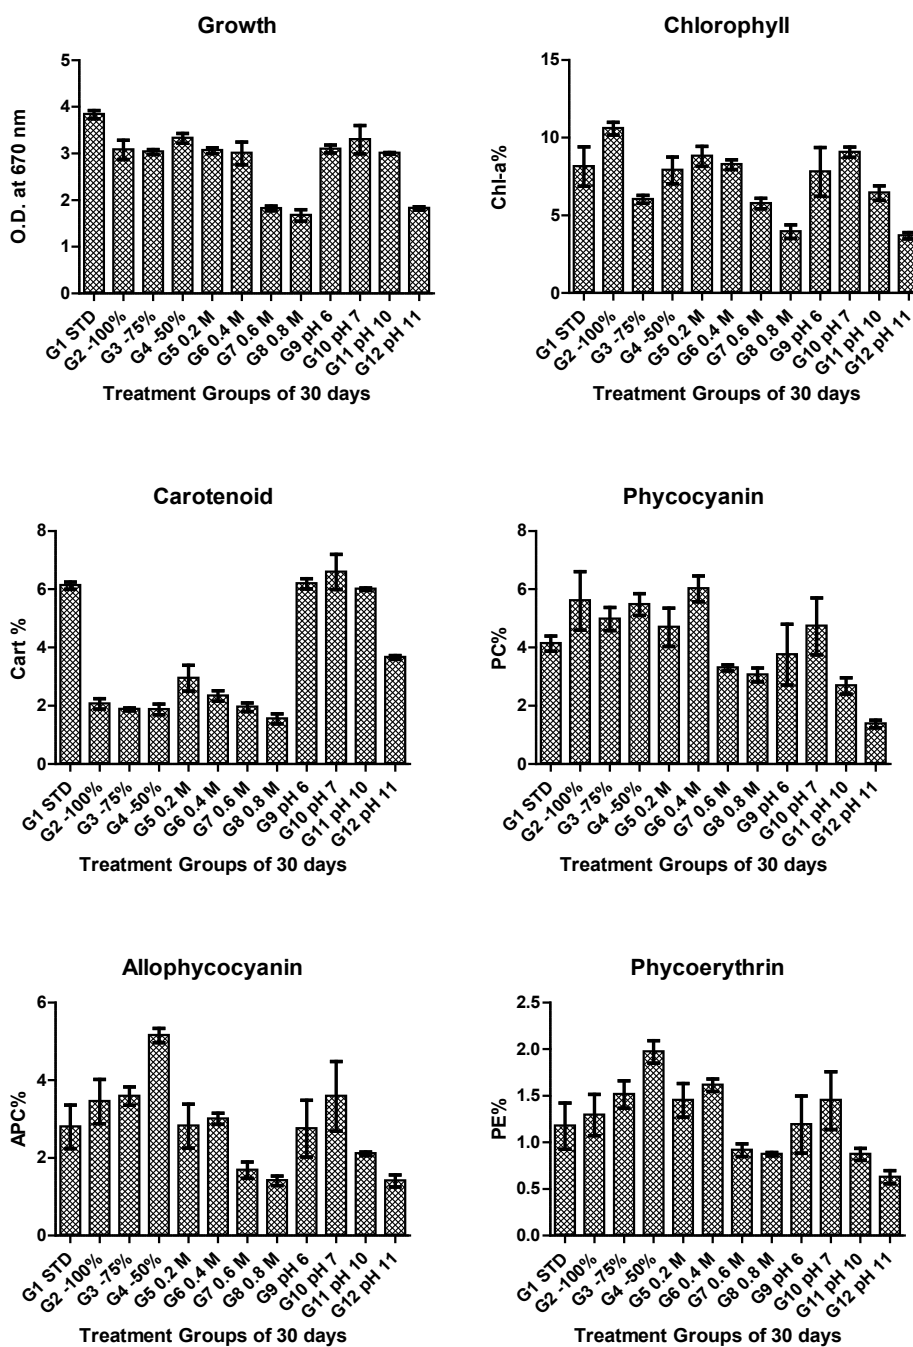 Growth
O.D. at 670 nm
5
4
3
2
1
0
G1 STD
G2 -100%
G3 -75%
G4 -50%
G5 0.2 M
G6 0.4 M
G7 0.6 M
G8 0.8 M
G9 pH 6
G10 pH 7
G11 pH 10
G12 pH 11
Treatment Groups of 30 days
Chlorophyll
Chl-a%
15
10
5
0
G1 STD
G2 -100%
G3 -75%
G4 -50%
G5 0.2 M
G6 0.4 M
G7 0.6 M
G8 0.8 M
G9 pH 6
G10 pH 7
G11 pH 10
G12 pH 11
Treatment Groups of 30 days
Carotenoid
Cart %
8
6
4
2
0
G1 STD
G2 -100%
G3 -75%
G4 -50%
G5 0.2 M
G6 0.4 M
G7 0.6 M
G8 0.8 M
G9 pH 6
G10 pH 7
G11 pH 10
G12 pH 11
Treatment Groups of 30 days
Phycocyanin
PC%
8
6
4
2
0
G1 STD
G2 -100%
G3 -75%
G4 -50%
G5 0.2 M
G6 0.4 M
G7 0.6 M
G8 0.8 M
G9 pH 6
G10 pH 7
G11 pH 10
G12 pH 11
Treatment Groups of 30 days
Allophycocyanin
APC%
6
4
2
0
G1 STD
G2 -100%
G3 -75%
G4 -50%
G5 0.2 M
G6 0.4 M
G7 0.6 M
G8 0.8 M
G9 pH 6
G10 pH 7
G11 pH 10
G12 pH 11
Treatment Groups of 30 days
Phycoerythrin
PE%
2.5
2.0
1.5
1.0
0.5
0.0
G1 STD
G2 -100%
G3 -75%
G4 -50%
G5 0.2 M
G6 0.4 M
G7 0.6 M
G8 0.8 M
G9 pH 6
G10 pH 7
G11 pH 10
G12 pH 11
Treatment Groups of 30 days